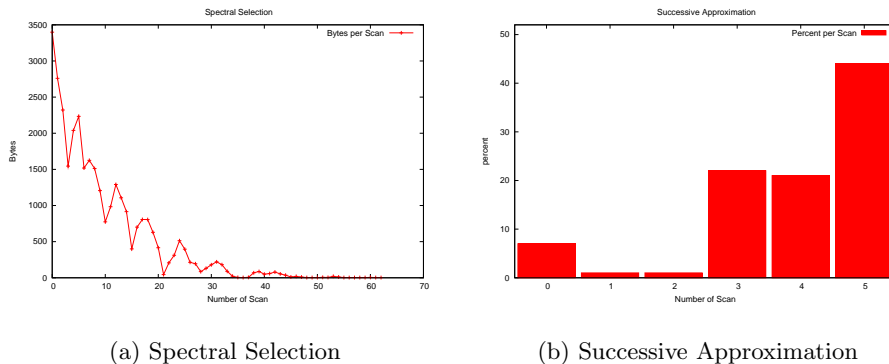 Spectral Selection
Bytes per Scan
3500
3000
2500
2000
1500
1000
500
0
Bytes
0 10 20 30 40 50 60 70
Number of Scan
(a) Spectral Selection
Successive Approximation
Percent per Scan
50
40
30
20
10
0
percent
0 1 2 3 4 5
Number of Scan
(b) Successive Approximation